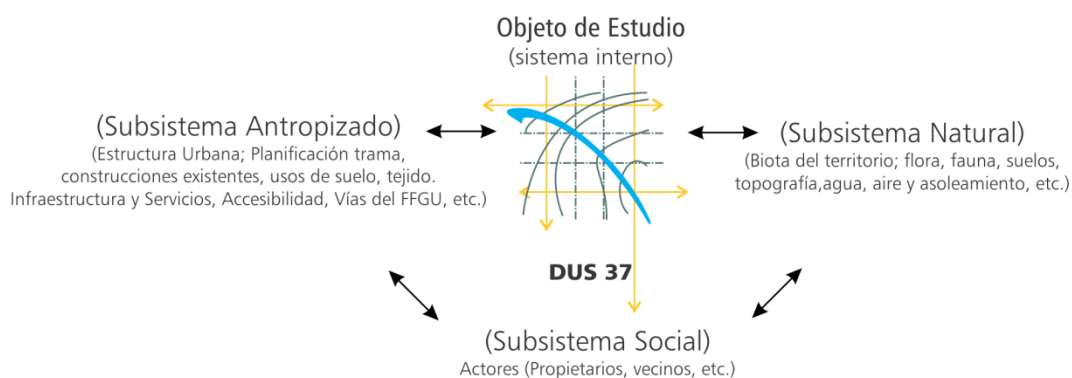 Objeto de Estudio
(sistema interno)
(Subsistema Antropizado)
(Estructura Urbana; Planificación trama,
construcciones existentes, usos de suelo, tejido.
Infraestructura y Servicios, Accesibilidad, Vías del FFGU, etc.)
(Subsistema Natural)
(Biota del territorio; flora, fauna, suelos,
topografía,agua, aire y asoleamiento, etc.)
DUS 37
(Subsistema Social)
Actores (Propietarios, vecinos, etc.)